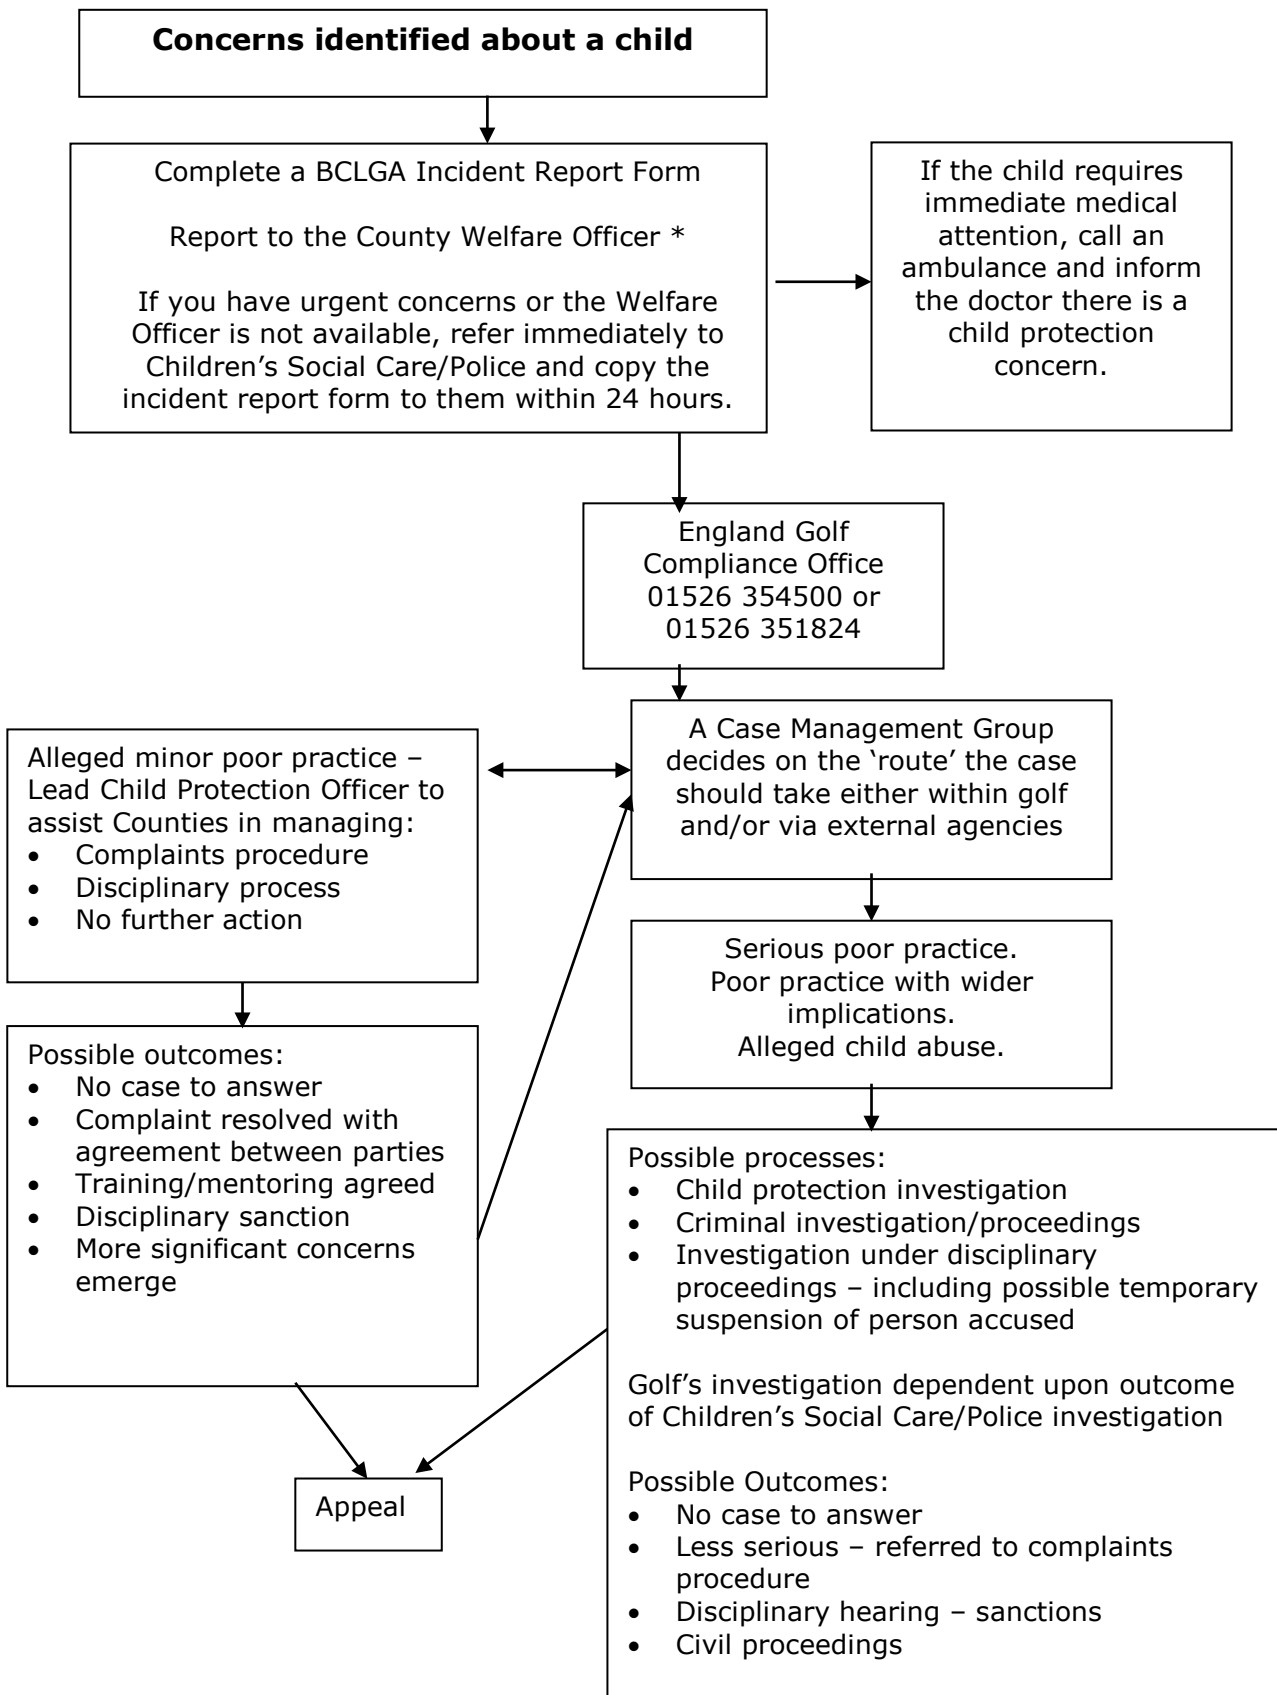 Concerns identified about a child
Complete a BCLGA Incident Report Form
Report to the County Welfare Officer *
If you have urgent concerns or the Welfare
Officer is not available, refer immediately to
Children’s Social Care/Police and copy the
incident report form to them within 24 hours.
If the child requires
immediate medical
attention, call an
ambulance and inform
the doctor there is a
child protection
concern.
England Golf
Compliance Office
01526 354500 or
01526 351824
A Case Management Group
decides on the ‘route’ the case
should take either within golf
and/or via external agencies
Alleged minor poor practice –
Lead Child Protection Officer to
assist Counties in managing:
• Complaints procedure
• Disciplinary process
• No further action
Serious poor practice.
Poor practice with wider
implications.
Alleged child abuse.
Possible outcomes:
• No case to answer
• Complaint resolved with
agreement between parties
• Training/mentoring agreed
• Disciplinary sanction
• More significant concerns
emerge
Possible processes:
• Child protection investigation
• Criminal investigation/proceedings
• Investigation under disciplinary
proceedings – including possible temporary
suspension of person accused
Golf’s investigation dependent upon outcome
of Children’s Social Care/Police investigation
Possible Outcomes:
• No case to answer
• Less serious – referred to complaints
procedure
• Disciplinary hearing – sanctions
• Civil proceedings
Appeal